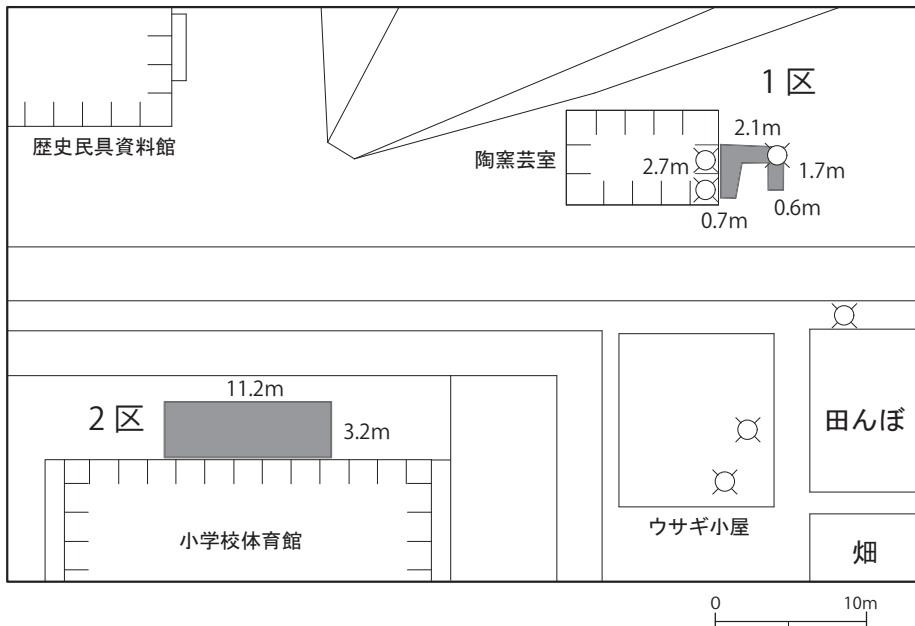 1 区
歴史民具資料館
陶窯芸室
2.1m
2.7m
1.7m
0.6m
0.7m
11.2m
2 区
3.2m
田んぼ
小学校体育館
ウサギ小屋
畑
0
10m